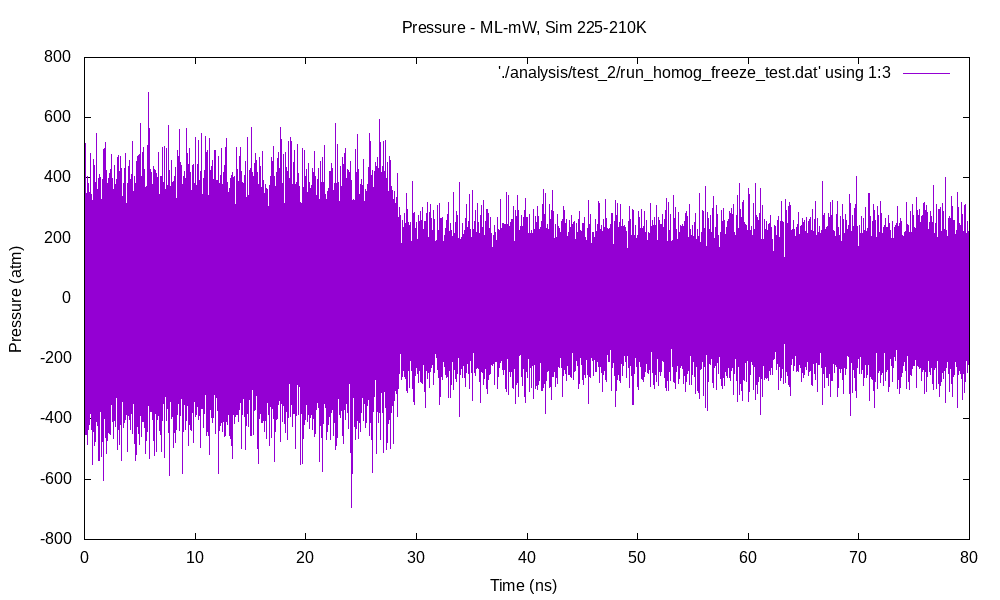 Pressure - ML-mW, Sim 225-210K
'./analysis/test_2/run_homog_freeze_test.dat' using 1:3
800
600
400
200
0
-200
-400
-600
-800
Pressure (atm)
0 10 20 30 40 50 60 70 80
Time (ns)